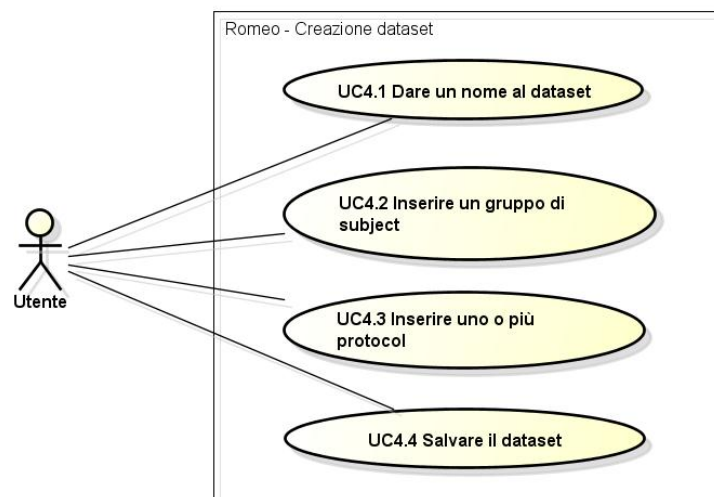 Romeo - Creazione dataset
UC4.1 Dare un nome al dataset
UC4.2 Inserire un gruppo di
subject
Utente
UC4.3 Inserire uno o più
protocol
UC4.4 Salvare il dataset